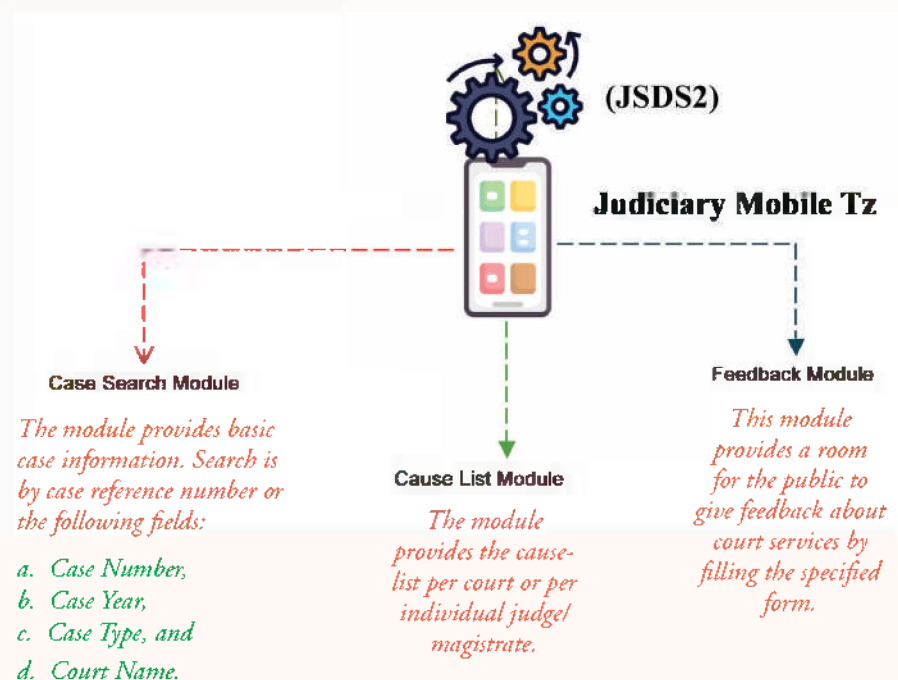 (JSDS2)
Judiciary Mobile Tz
Case Search Module
The module provides basic
case information. Search is
by case reference number or
the following fields:
a. Case Number,
b. Case Year,
c. Case Type, and
d. Court Name.
Cause List Module
The module
provides the cause-
list per court or per
individual judge/
magistrate.
Feedback Module
This module
provides a room
for the public to
give feedback about
court services by
filling the specified
form.